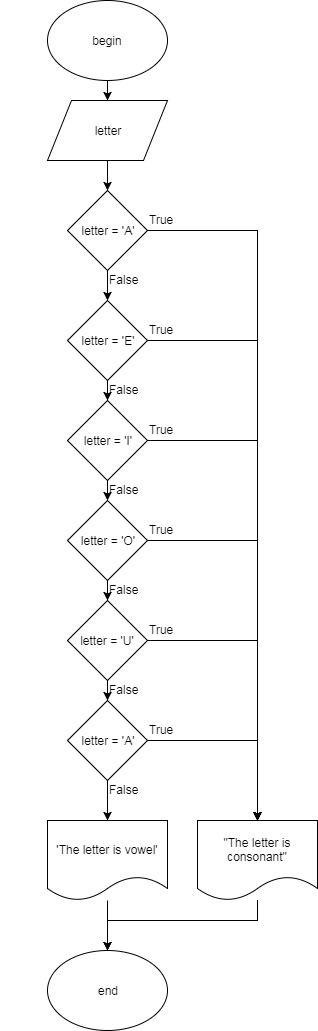 begin
letter
True
letter = 'A'
False
True
letter = 'E'
False
True
letter = 'I'
False
True
letter = 'O'
False
True
letter = 'U'
False
True
letter = 'A'
False
'The letter is vowel'
"The letter is
consonant"
end